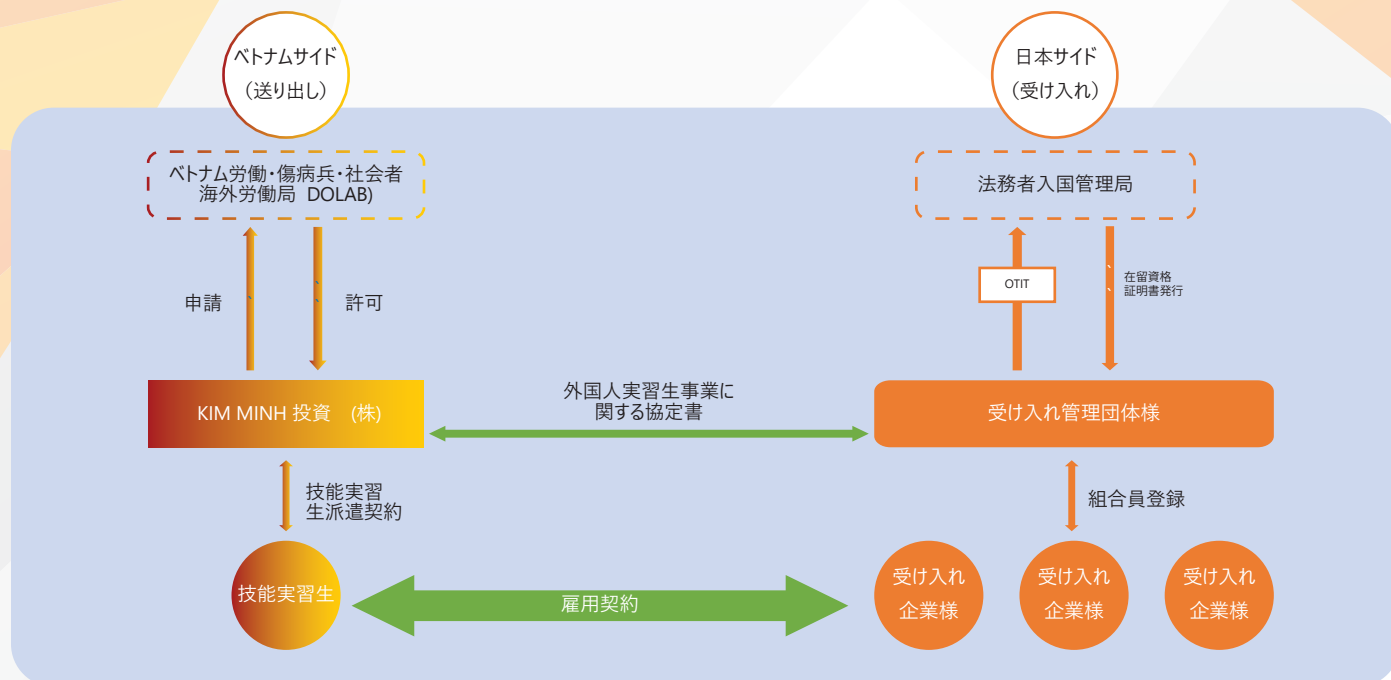 ベトナムサイド
（送り出し）
日本サイド
（受け入れ）
ベトナム労働・傷病兵・社会者
海外労働局 DOLAB)
法務者入国管理局
申請
許可
OTIT
在留資格
証明書発行
KIM MINH 投資 (株)
外国人実習生事業に
関する協定書
受け入れ管理団体様
技能実習
生派遣契約
組合員登録
技能実習生
雇用契約
受け入れ
企業様
受け入れ
企業様
受け入れ
企業様